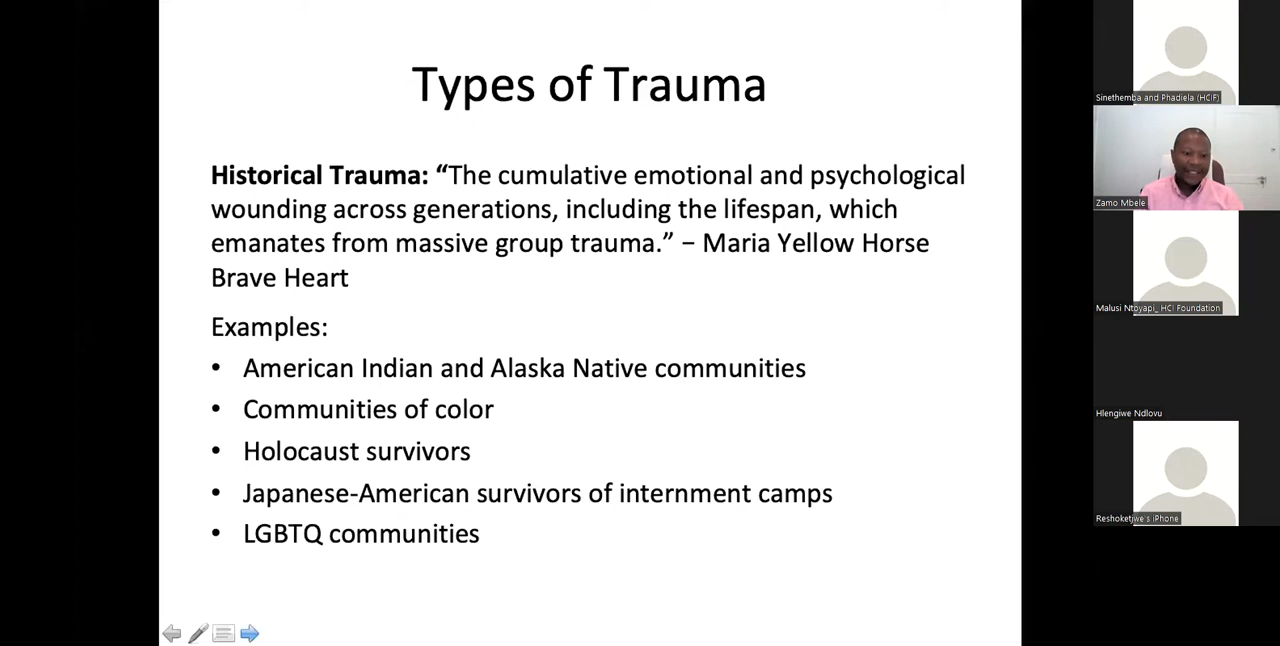 Types of Trauma
Historical Trauma: “The cumulative emotional and psychological
wounding across generations, including the lifespan, which
emanates from massive group trauma.” – Maria Yellow Horse
Brave Heart
Examples:
• American Indian and Alaska Native communities
• Communities of color
• Holocaust survivors
• Japanese-American survivors of internment camps
• LGBTQ communities
Sinethemba and Phadiela (HCIF)
Zamo Mbele
Malusi Ntoyapi_ HCI Foundation
Hlengiwe Ndlovu
Reshoketjwe's iPhone